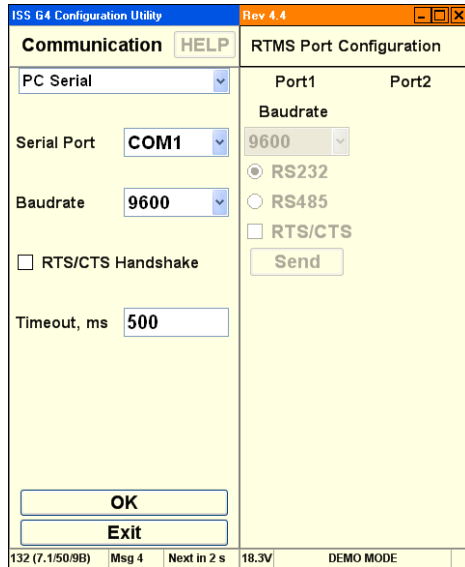 ISS G4 Configuration Utility
Rev 4.4
Communication HELP
RTMS Port Configuration
PC Serial
Port1 Port2
Baudrate
Serial Port COM1
9600
RS232
Baudrate 9600
RS485
RTS/CTS
RTS/CTS Handshake
Send
Timeout, ms 500
OK
Exit
132 (7.1/50/9B) Msg 4 Next in 2 s 18.3V DEMO MODE